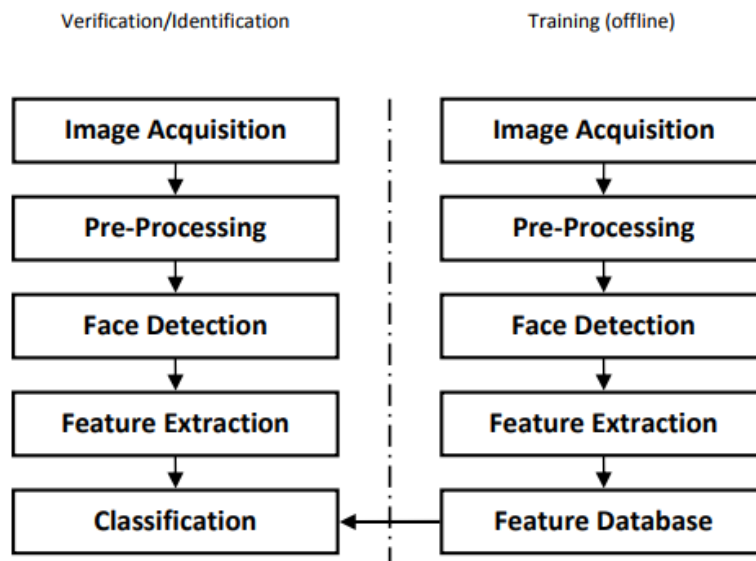 Verification/Identification
Training (offline)
Image Acquisition
Image Acquisition
Pre-Processing
Pre-Processing
Face Detection
Face Detection
Feature Extraction
Feature Extraction
Classification
Feature Database